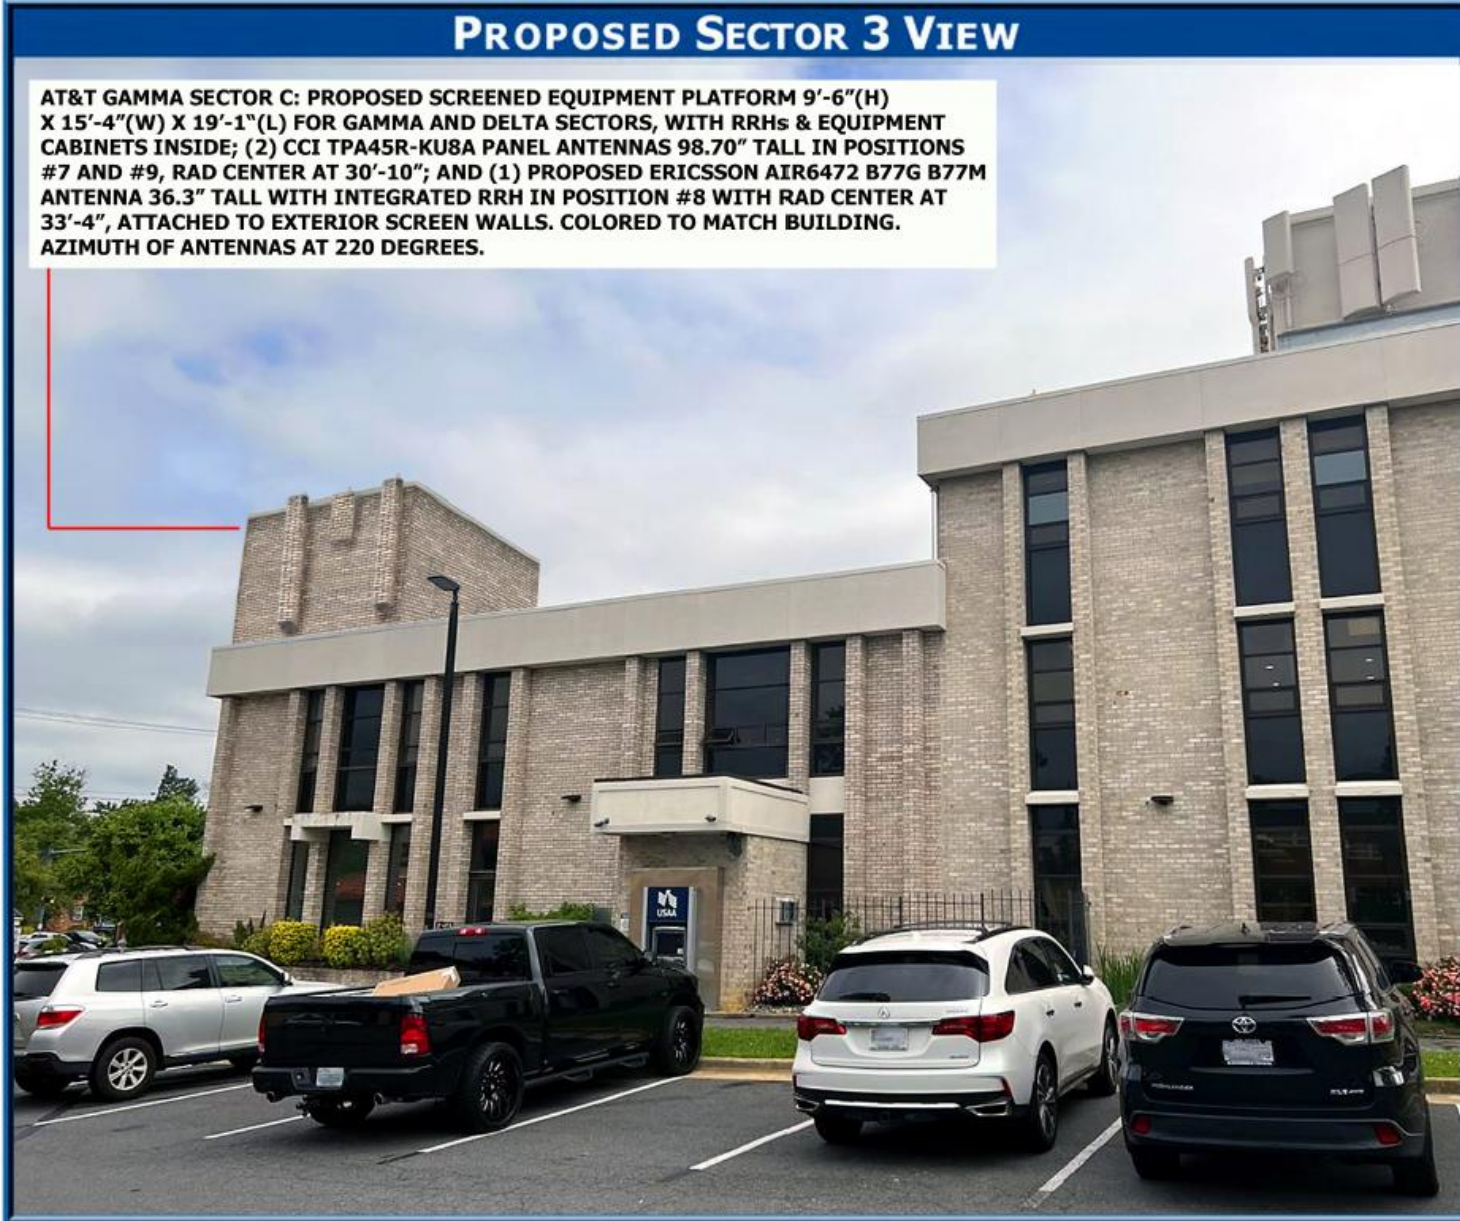 PROPOSED SECTOR 3 VIEW
AT&T GAMMA SECTOR C: PROPOSED SCREENED EQUIPMENT PLATFORM 9'-6"(H)
X 15'-4"(W) X 19'-1"(L) FOR GAMMA AND DELTA SECTORS, WITH RRHs & EQUIPMENT
CABINETS INSIDE; (2) CCI TPA45R-KU8A PANEL ANTENNAS 98.70" TALL IN POSITIONS
#7 AND #9, RAD CENTER AT 30'-10"; AND (1) PROPOSED ERICSSON AIR6472 B77G B77M
ANTENNA 36.3" TALL WITH INTEGRATED RRH IN POSITION #8 WITH RAD CENTER AT
33'-4", ATTACHED TO EXTERIOR SCREEN WALLS. COLORED TO MATCH BUILDING.
AZIMUTH OF ANTENNAS AT 220 DEGREES.
USAA